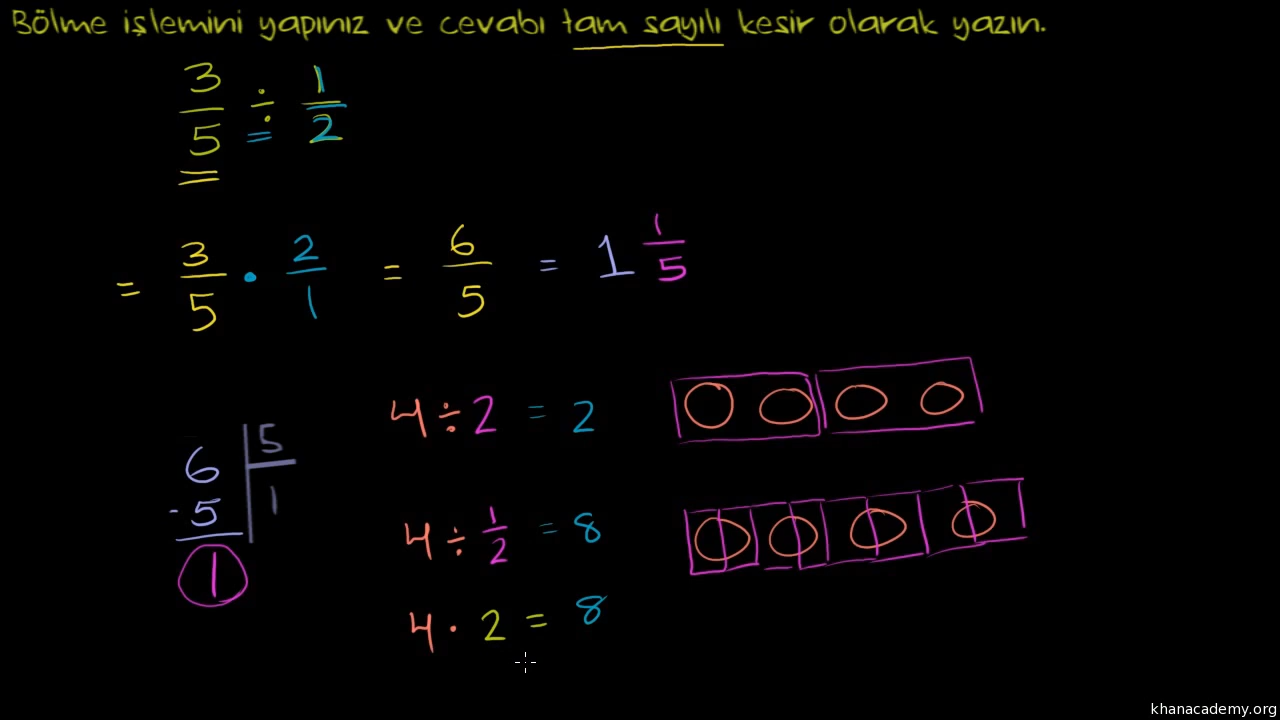 Bölme işlemini yapınız ve cevabı tam sayılı kesir olarak yazın.
3/5 ÷ 1/2
= 3/5 · 2/1 = 6/5 = 1 1/5
4 ÷ 2 = 2
6 5
- 5 1
1
4 ÷ 1/2 = 8
4 · 2 = 8
khanacademy.org